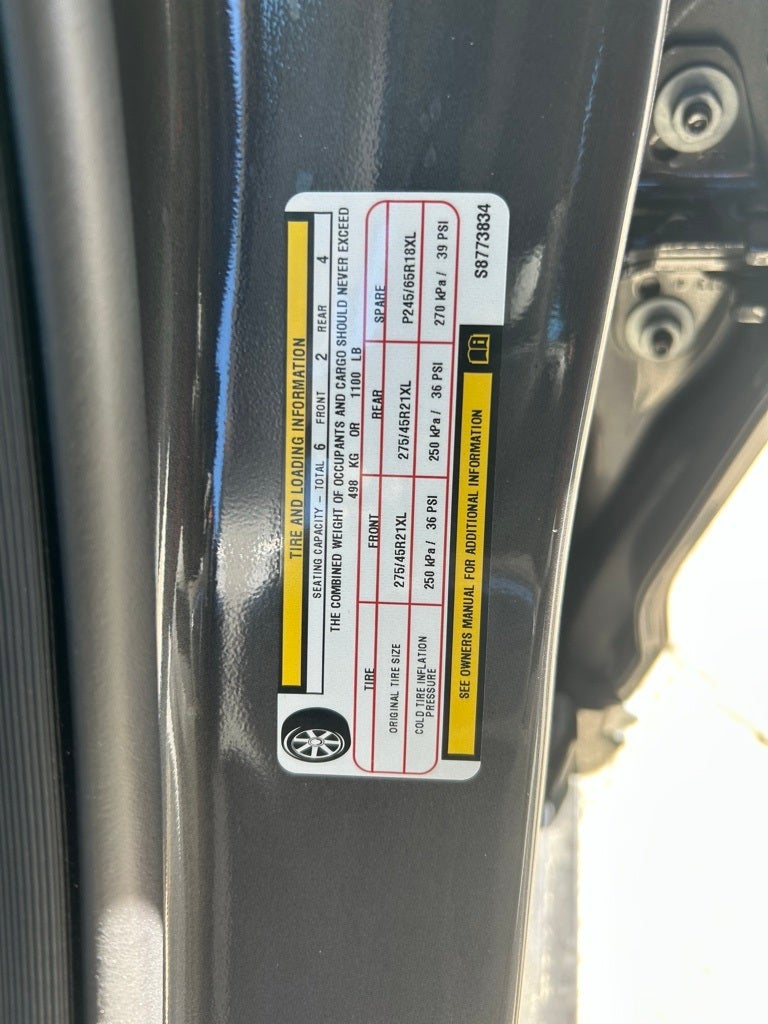 TIRE AND LOADING INFORMATION
SEATING CAPACITY – TOTAL 6 FRONT 2 REAR 4
THE COMBINED WEIGHT OF OCCUPANTS AND CARGO SHOULD NEVER EXCEED
498 KG OR 1100 LB
TIRE FRONT REAR SPARE
ORIGINAL TIRE SIZE 275/45R21XL 275/45R21XL P245/65R18XL
COLD TIRE INFLATION PRESSURE 250 kPa / 36 PSI 250 kPa / 36 PSI 270 kPa / 39 PSI
SEE OWNERS MANUAL FOR ADDITIONAL INFORMATION
S8773834